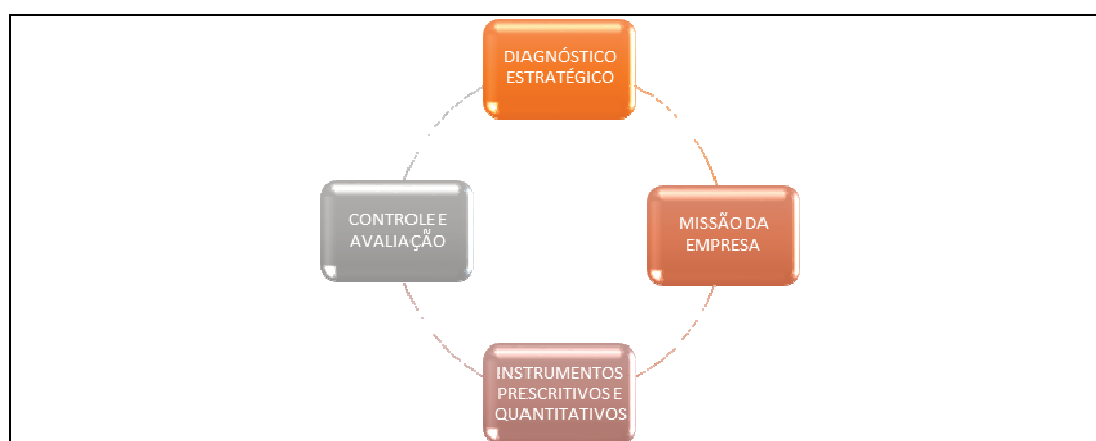 DIAGNÓSTICO
ESTRATÉGICO
MISSÃO DA
EMPRESA
INSTRUMENTOS
PRESCRITIVOS E
QUANTITATIVOS
CONTROLE E
AVALIAÇÃO